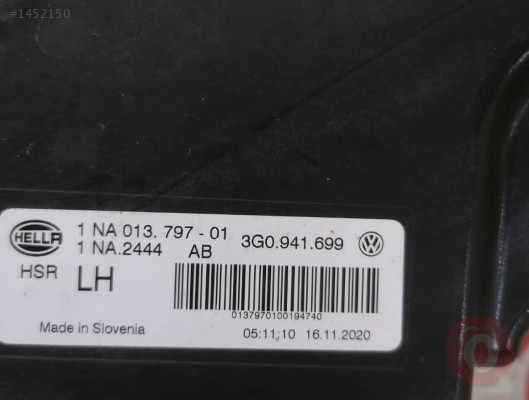 #1452150
HELLA
1 NA 013. 797 - 01
1 NA.2444 AB 3G0.941.699
HSR LH
0137970100194740
Made in Slovenia 05:11,10 16.11.2020